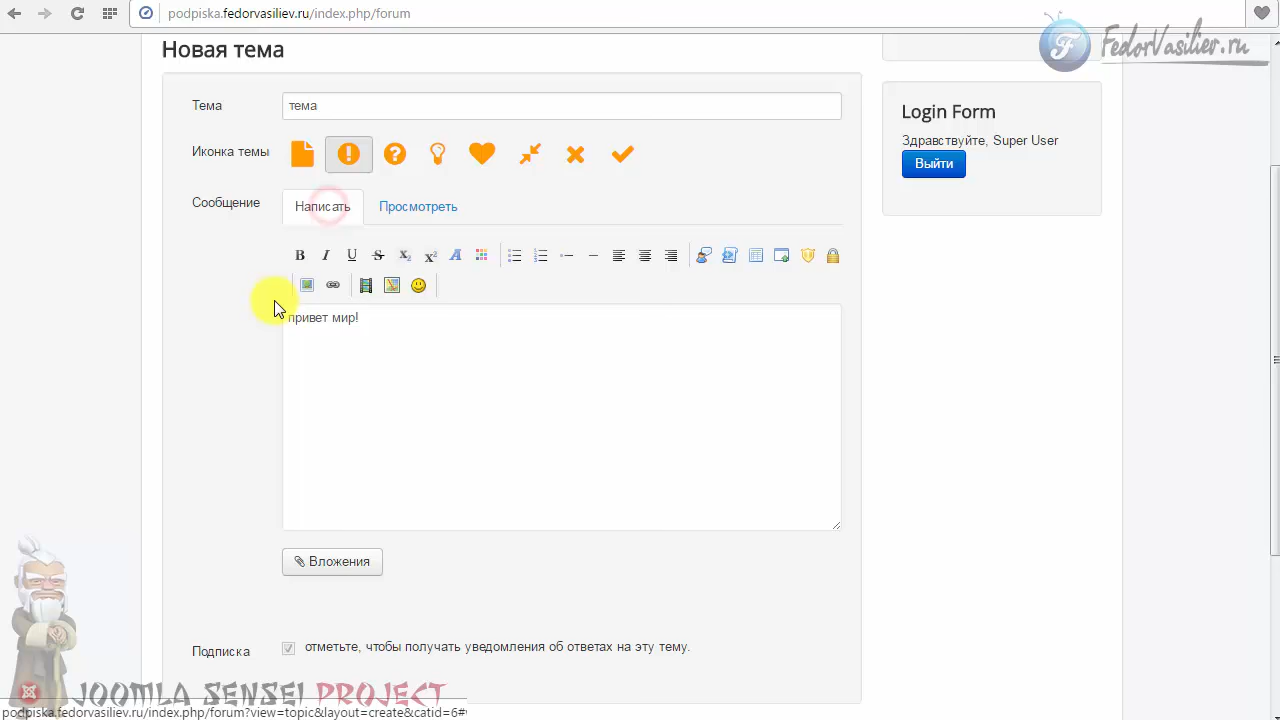 podpiska.fedorvasiliev.ru/index.php/forum
FedorVasiliev.ru
Новая тема
Тема
тема
Login Form
Здравствуйте, Super User
Выйти
Иконка темы
Сообщение
Написать
Просмотреть
привет мир!
Вложения
Подписка
отметьте, чтобы получать уведомления об ответах на эту тему.
JOOMLA SENSEI PROJECT
podpiska.fedorvasiliev.ru/index.php/forum?view=topic&layout=create&catid=6#